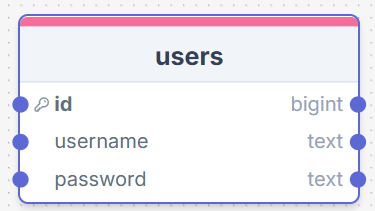 users
id bigint
username text
password text